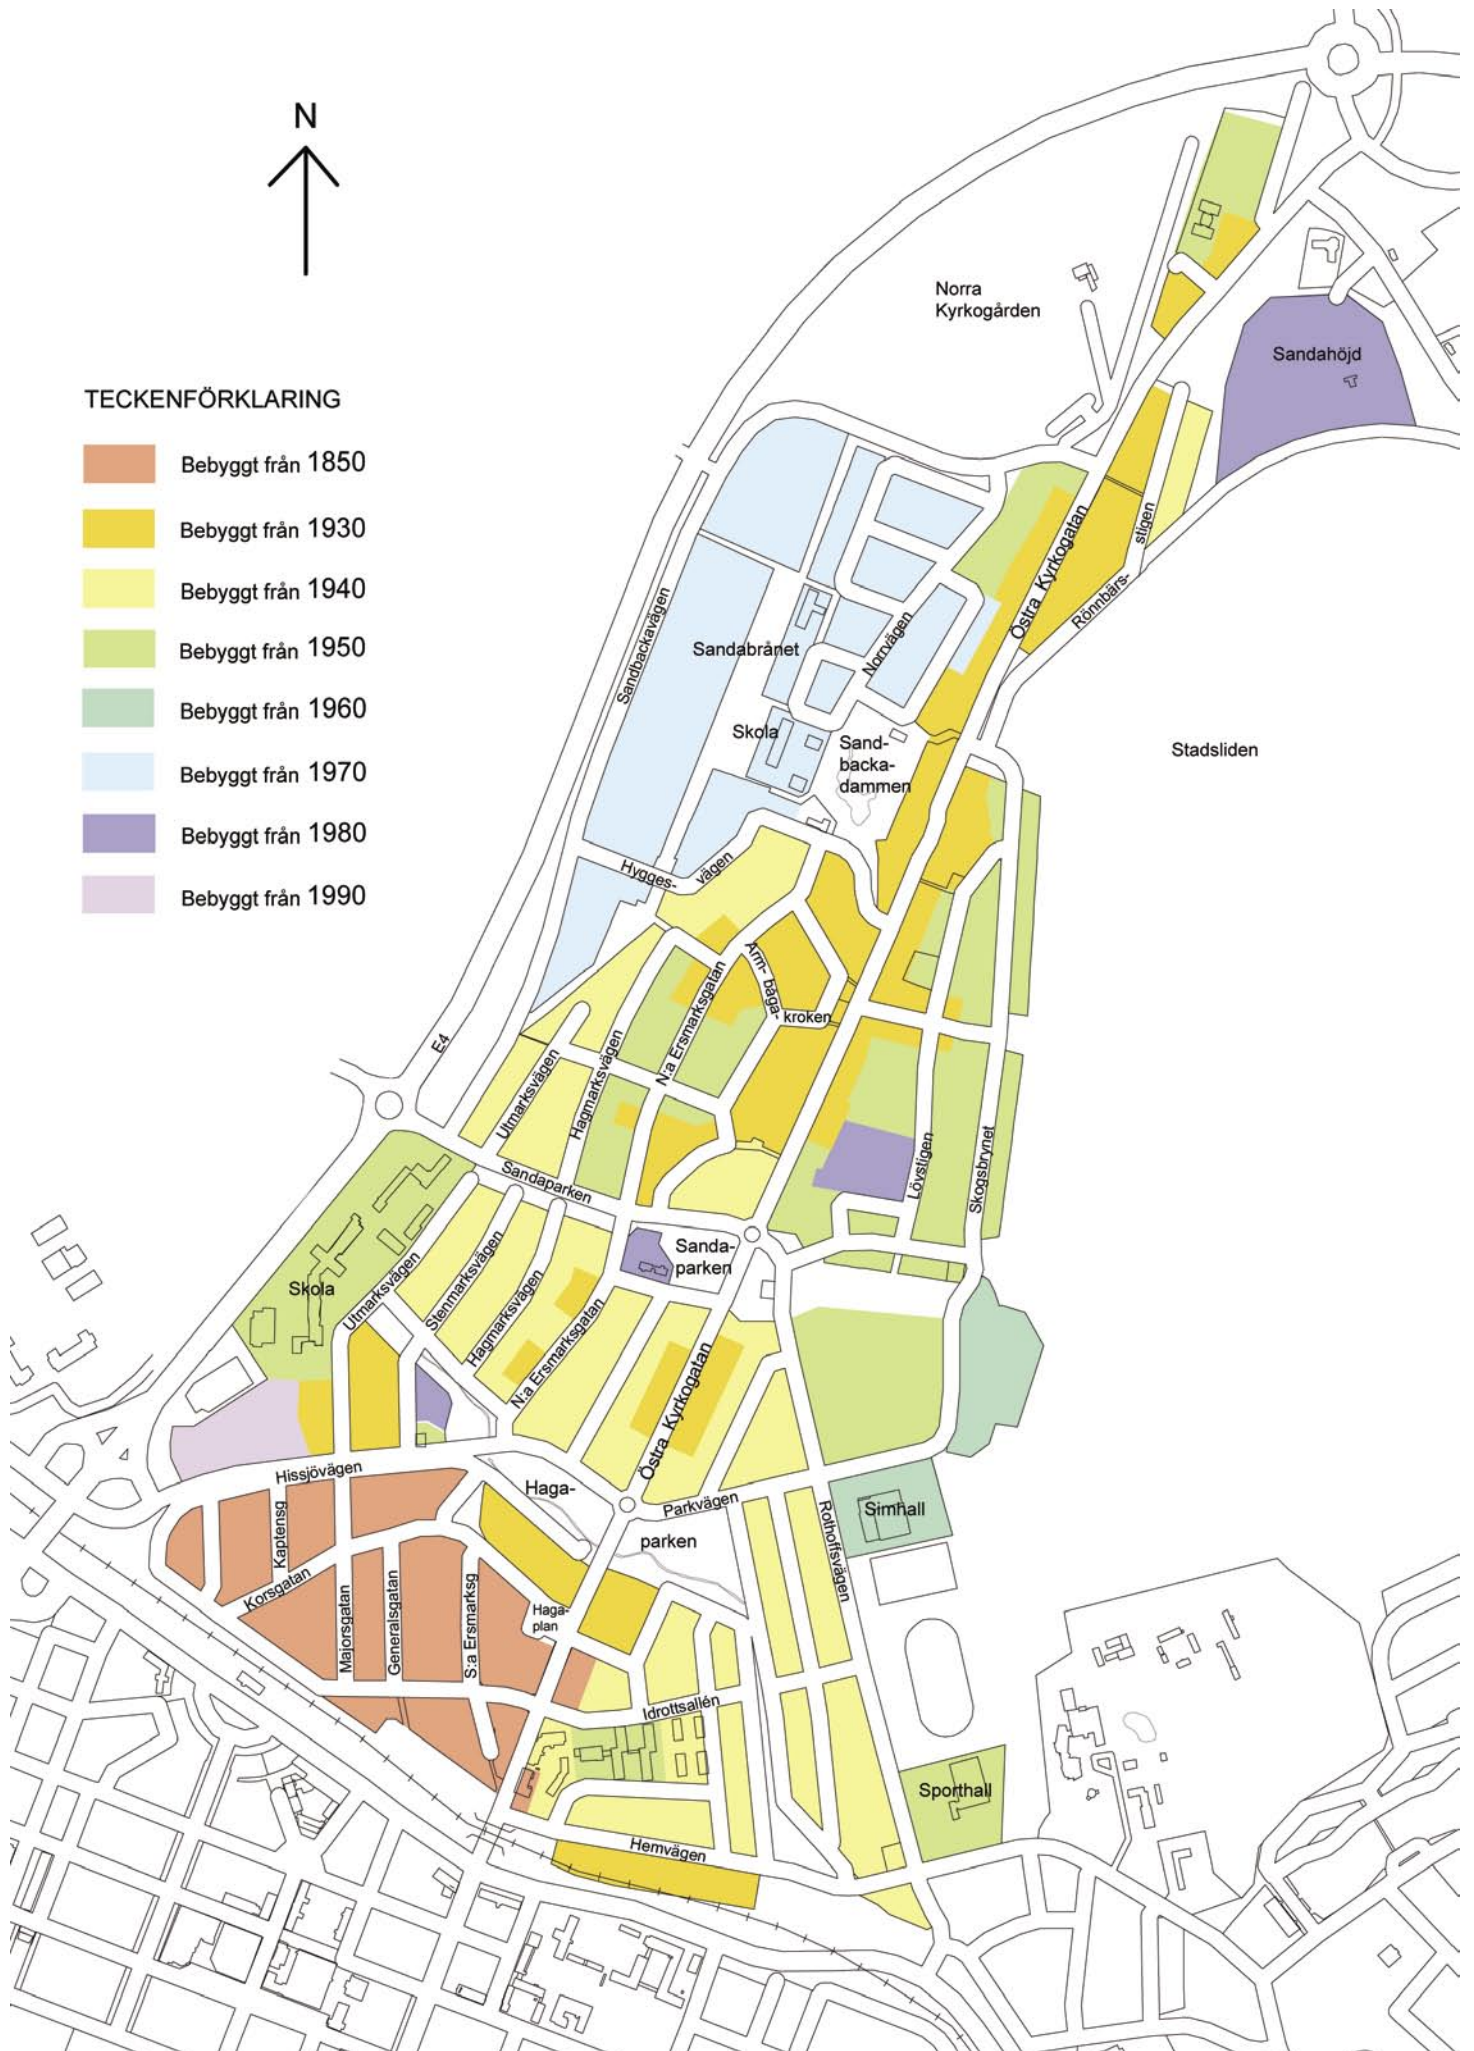 N
Norra
Kyrkogården
Sandahöjd
TECKENFÖRKLARING
Bebyggt från 1850
Bebyggt från 1930
Bebyggt från 1940
Bebyggt från 1950
Bebyggt från 1960
Bebyggt från 1970
Bebyggt från 1980
Bebyggt från 1990
Östra Kyrkogatan
Rönnbärs-
stigen
Sandbackavägen
Sandabrånet
Norrvägen
Skola
Sand-
backa-
dammen
Stadsliden
Hygges-
vägen
Arm-
båga-
kroken
N:a Ersmarksgatan
E4
Utmarksvägen
Hagmarksvägen
Sandaparken
Lövstigen
Skogsbrynet
Sanda-
parken
Skola
Utmarksvägen
Stenmarksvägen
Hagmarksvägen
N:a Ersmarksgatan
Östra Kyrkogatan
Hissjövägen
Haga-
parken
Parkvägen
Rothoffsvägen
Simhall
Kaptensg
Korsgatan
Majorsgatan
Generalsgatan
S:a Ersmarksg
Haga-
plan
Idrottsallén
Sporthall
Hemvägen